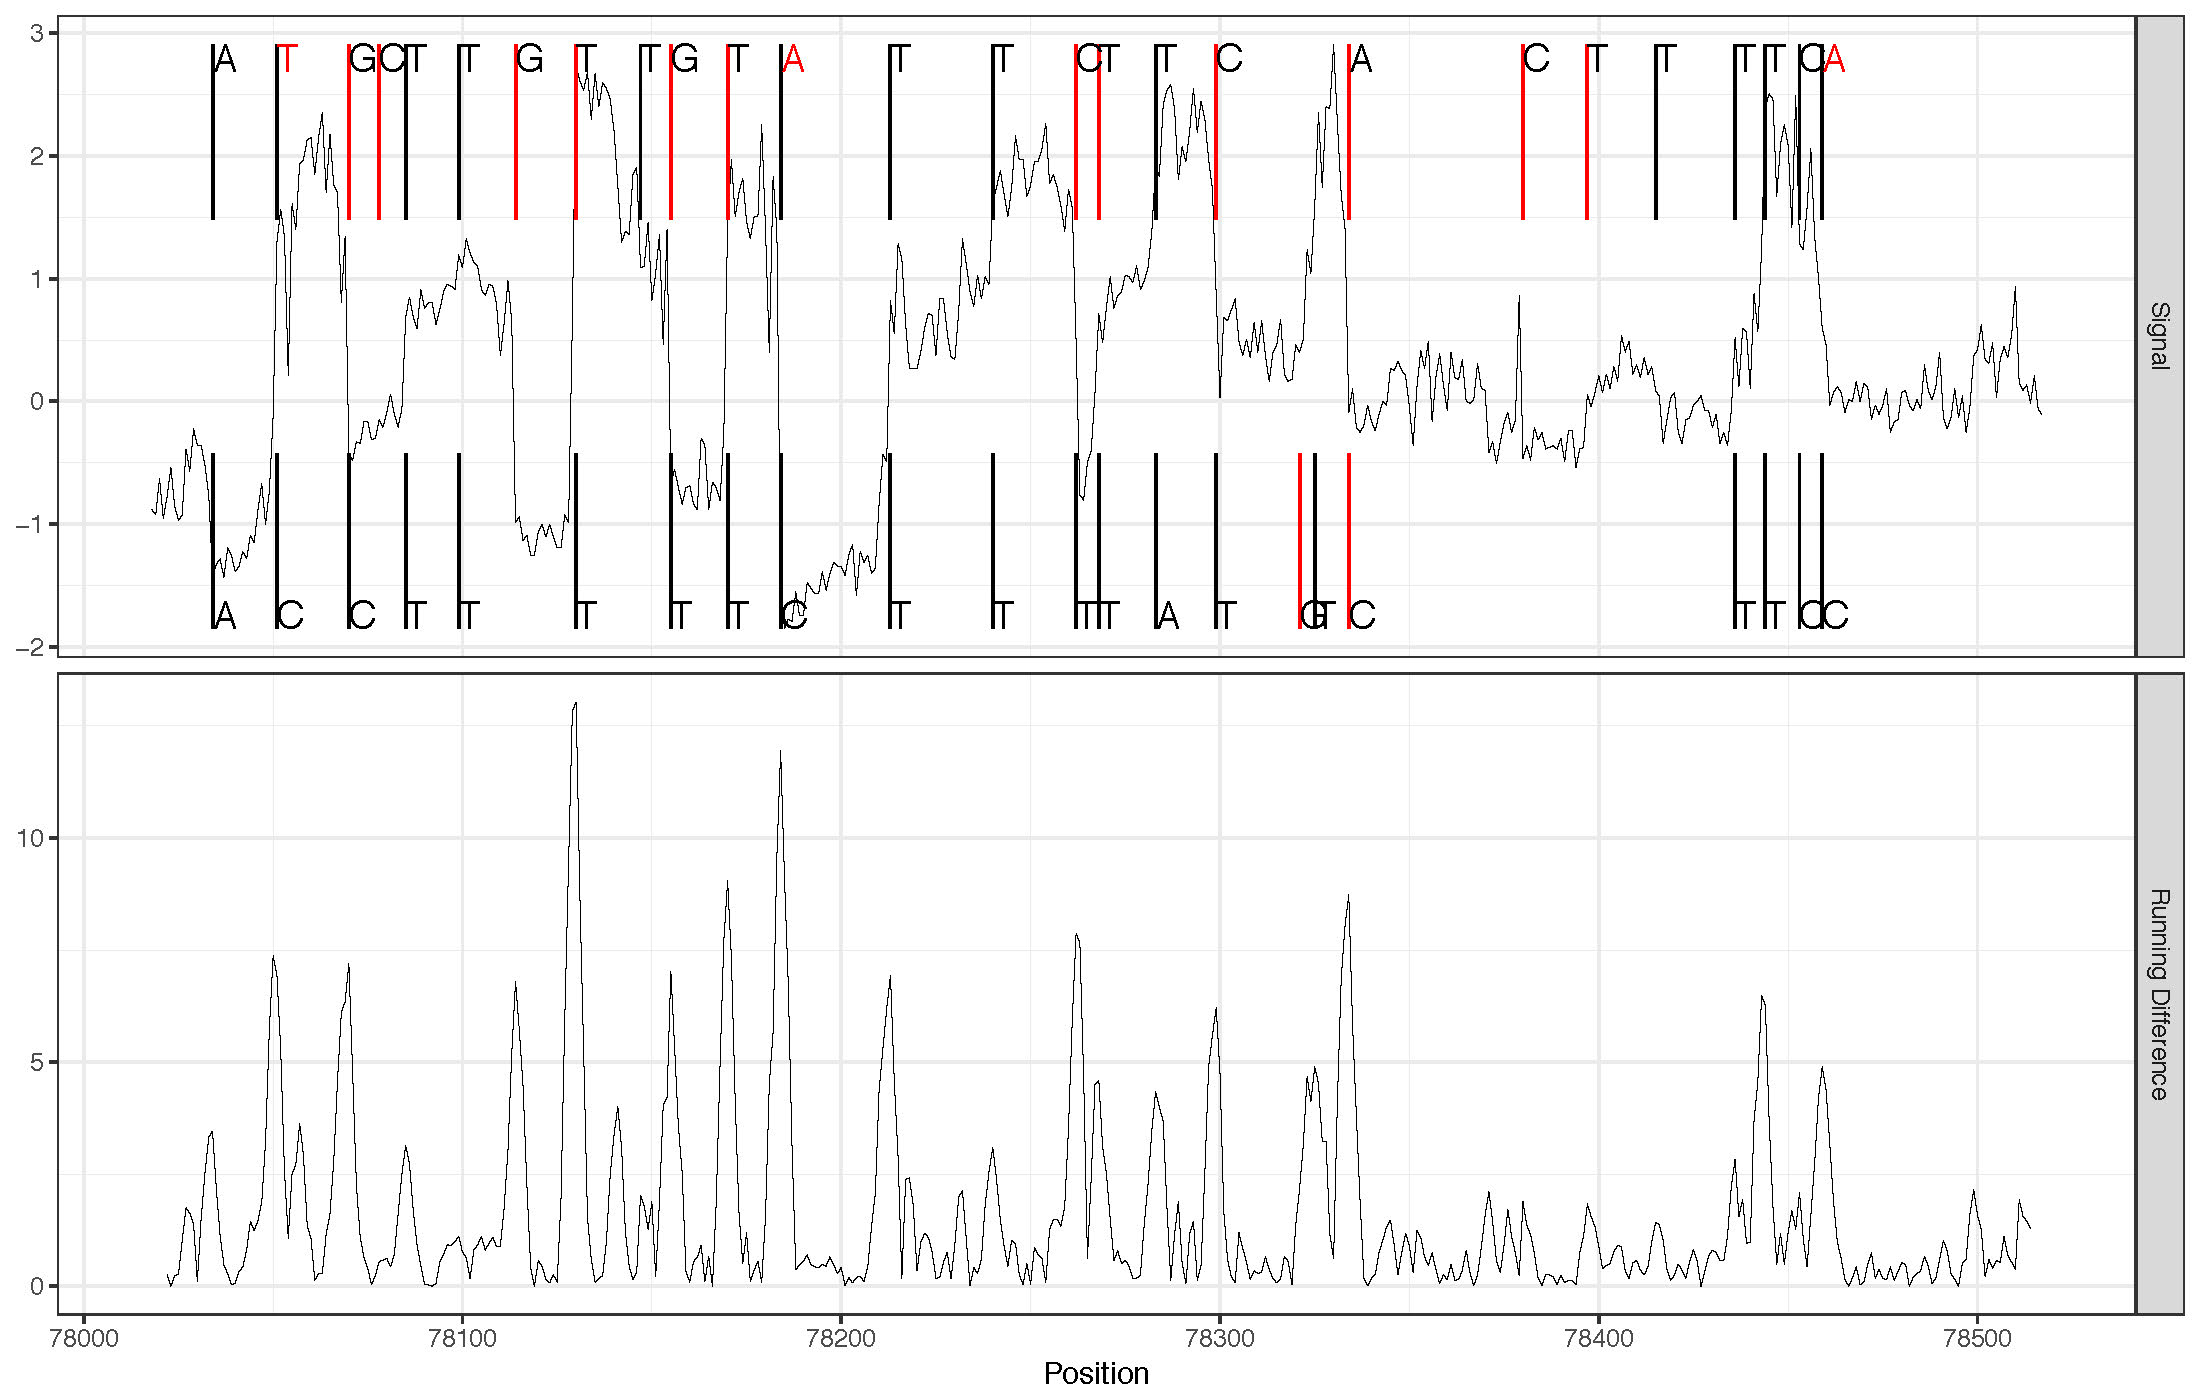 3
A T G C T T G T T G T A T T C T T C A C T T T T C A
2
1
0
−1
A C C T T T T T C T T T T A T G T C T T C C
−2
Signal
10
5
0
Running Difference
78000 78100 78200 78300 78400 78500
Position